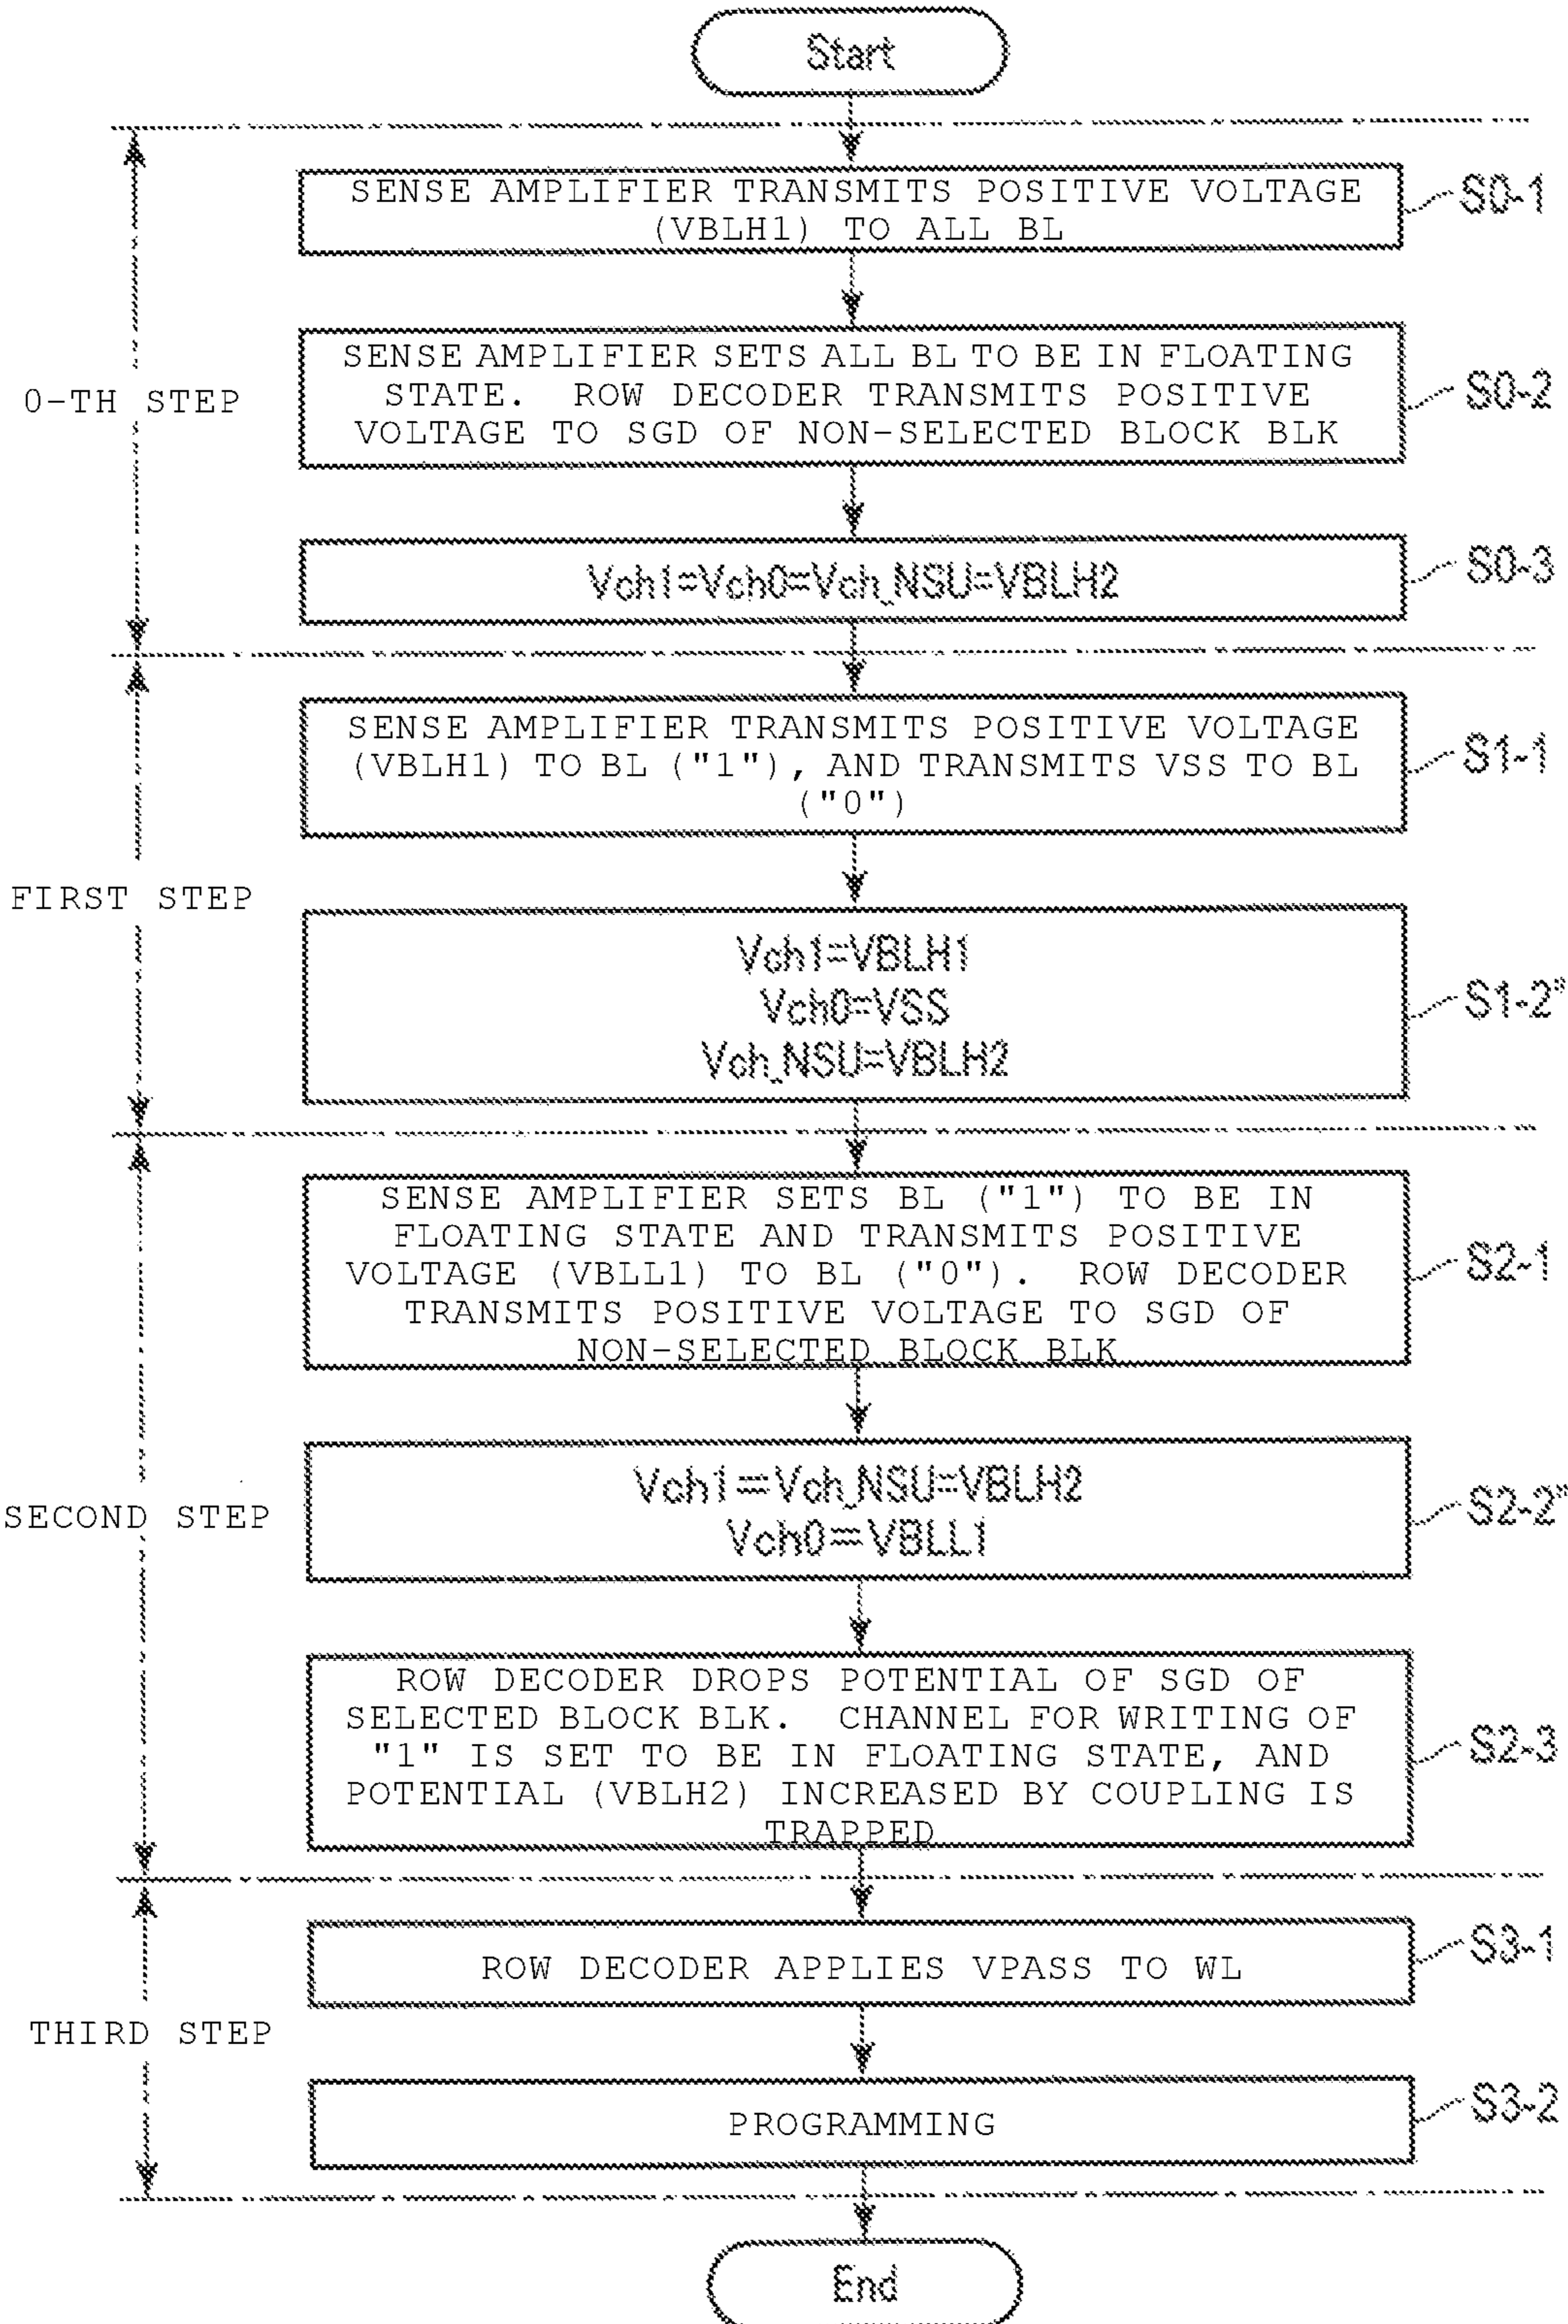 Start
SENSE AMPLIFIER TRANSMITS POSITIVE VOLTAGE
(VBLH1) TO ALL BL
S0-1
SENSE AMPLIFIER SETS ALL BL TO BE IN FLOATING
STATE. ROW DECODER TRANSMITS POSITIVE
VOLTAGE TO SGD OF NON-SELECTED BLOCK BLK
S0-2
0-TH STEP
Vch1=Vch0=Vch_NSU=VBLH2
S0-3
SENSE AMPLIFIER TRANSMITS POSITIVE VOLTAGE
(VBLH1) TO BL ("1"), AND TRANSMITS VSS TO BL
("0")
S1-1
FIRST STEP
Vch1=VBLH1
Vch0=VSS
Vch_NSU=VBLH2
S1-2"
SENSE AMPLIFIER SETS BL ("1") TO BE IN
FLOATING STATE AND TRANSMITS POSITIVE
VOLTAGE (VBLL1) TO BL ("0"). ROW DECODER
TRANSMITS POSITIVE VOLTAGE TO SGD OF
NON-SELECTED BLOCK BLK
S2-1
SECOND STEP
Vch1=Vch_NSU=VBLH2
Vch0=VBLL1
S2-2"
ROW DECODER DROPS POTENTIAL OF SGD OF
SELECTED BLOCK BLK. CHANNEL FOR WRITING OF
"1" IS SET TO BE IN FLOATING STATE, AND
POTENTIAL (VBLH2) INCREASED BY COUPLING IS
TRAPPED
S2-3
ROW DECODER APPLIES VPASS TO WL
S3-1
THIRD STEP
PROGRAMMING
S3-2
End